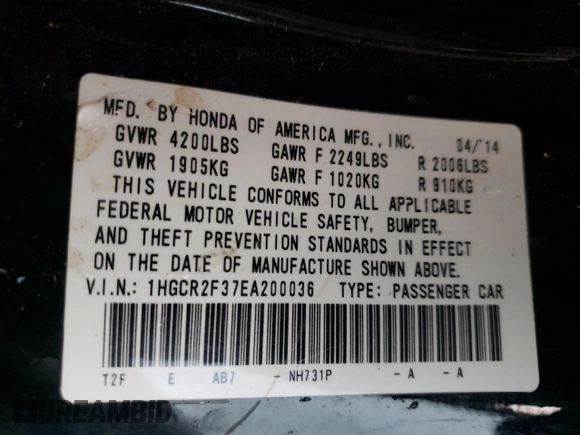 MFD. BY HONDA OF AMERICA MFG., INC. 04/'14
GVWR 4200LBS GAWR F 2249LBS R 2006LBS
GVWR 1905KG GAWR F 1020KG R 910KG
THIS VEHICLE CONFORMS TO ALL APPLICABLE
FEDERAL MOTOR VEHICLE SAFETY, BUMPER,
AND THEFT PREVENTION STANDARDS IN EFFECT
ON THE DATE OF MANUFACTURE SHOWN ABOVE.
V.I.N.: 1HGCR2F37EA200036 TYPE: PASSENGER CAR
T2F E AB7 - NH731P - A - A
DREAMBID